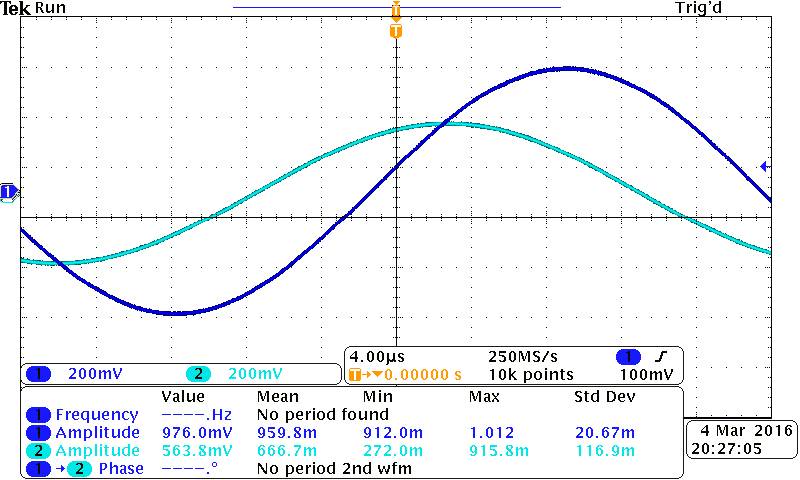 Tek Run Trig'd
T
T
1
4.00µs 250MS/s 1
1 200mV 2 200mV T→▼0.00000 s 10k points 100mV
Value Mean Min Max Std Dev
1 Frequency ----.Hz No period found
1 Amplitude 976.0mV 959.8m 912.0m 1.012 20.67m
2 Amplitude 563.8mV 666.7m 272.0m 915.8m 116.9m
1 →2 Phase ----.° No period 2nd wfm
4 Mar 2016
20:27:05